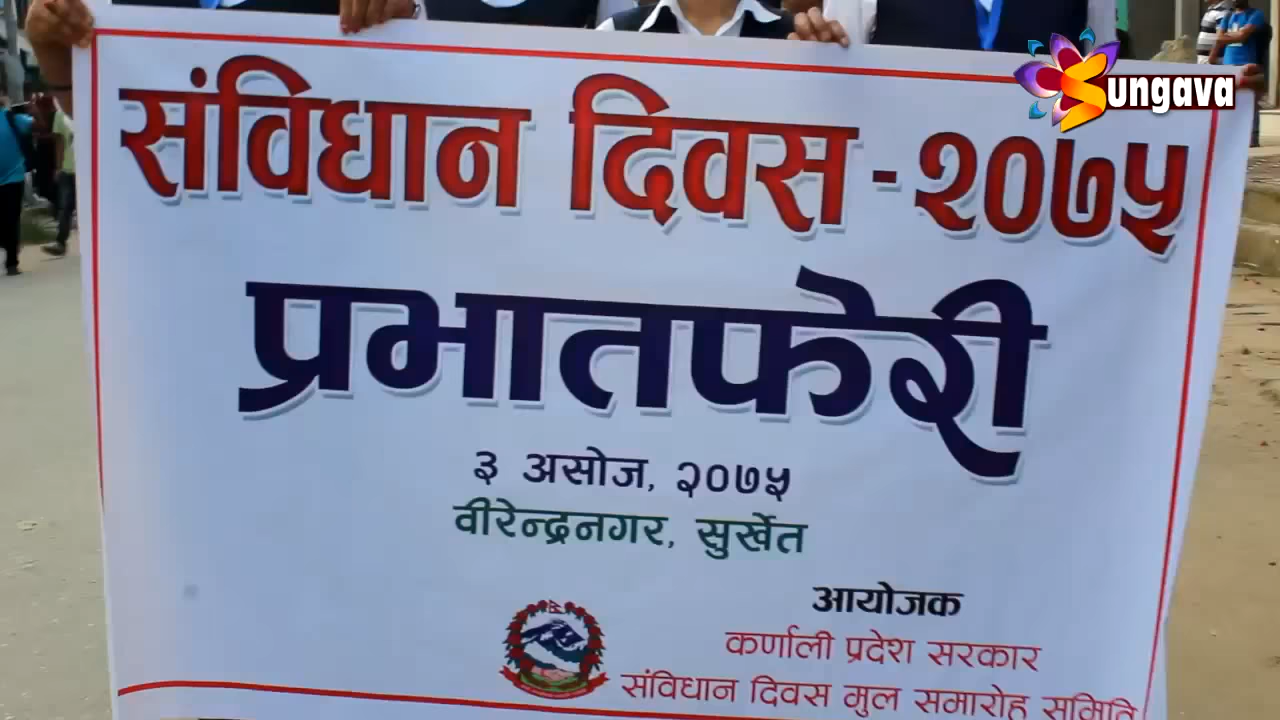 Sungava
संविधान दिवस - २०७५
प्रभातफेरी
३ असोज, २०७५
वीरेन्द्रनगर, सुर्खेत
आयोजक
कर्णाली प्रदेश सरकार
संविधान दिवस मुल समारोह समिति